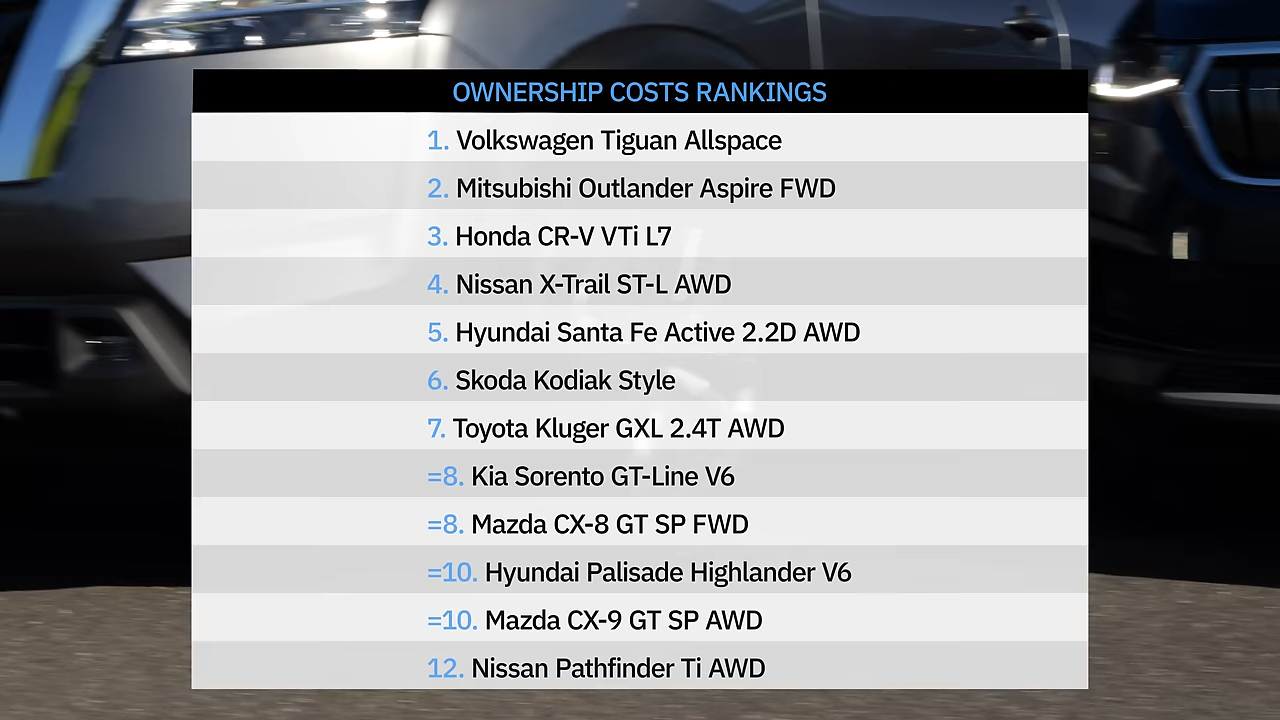 OWNERSHIP COSTS RANKINGS
1. Volkswagen Tiguan Allspace
2. Mitsubishi Outlander Aspire FWD
3. Honda CR-V VTi L7
4. Nissan X-Trail ST-L AWD
5. Hyundai Santa Fe Active 2.2D AWD
6. Skoda Kodiak Style
7. Toyota Kluger GXL 2.4T AWD
=8. Kia Sorento GT-Line V6
=8. Mazda CX-8 GT SP FWD
=10. Hyundai Palisade Highlander V6
=10. Mazda CX-9 GT SP AWD
12. Nissan Pathfinder Ti AWD